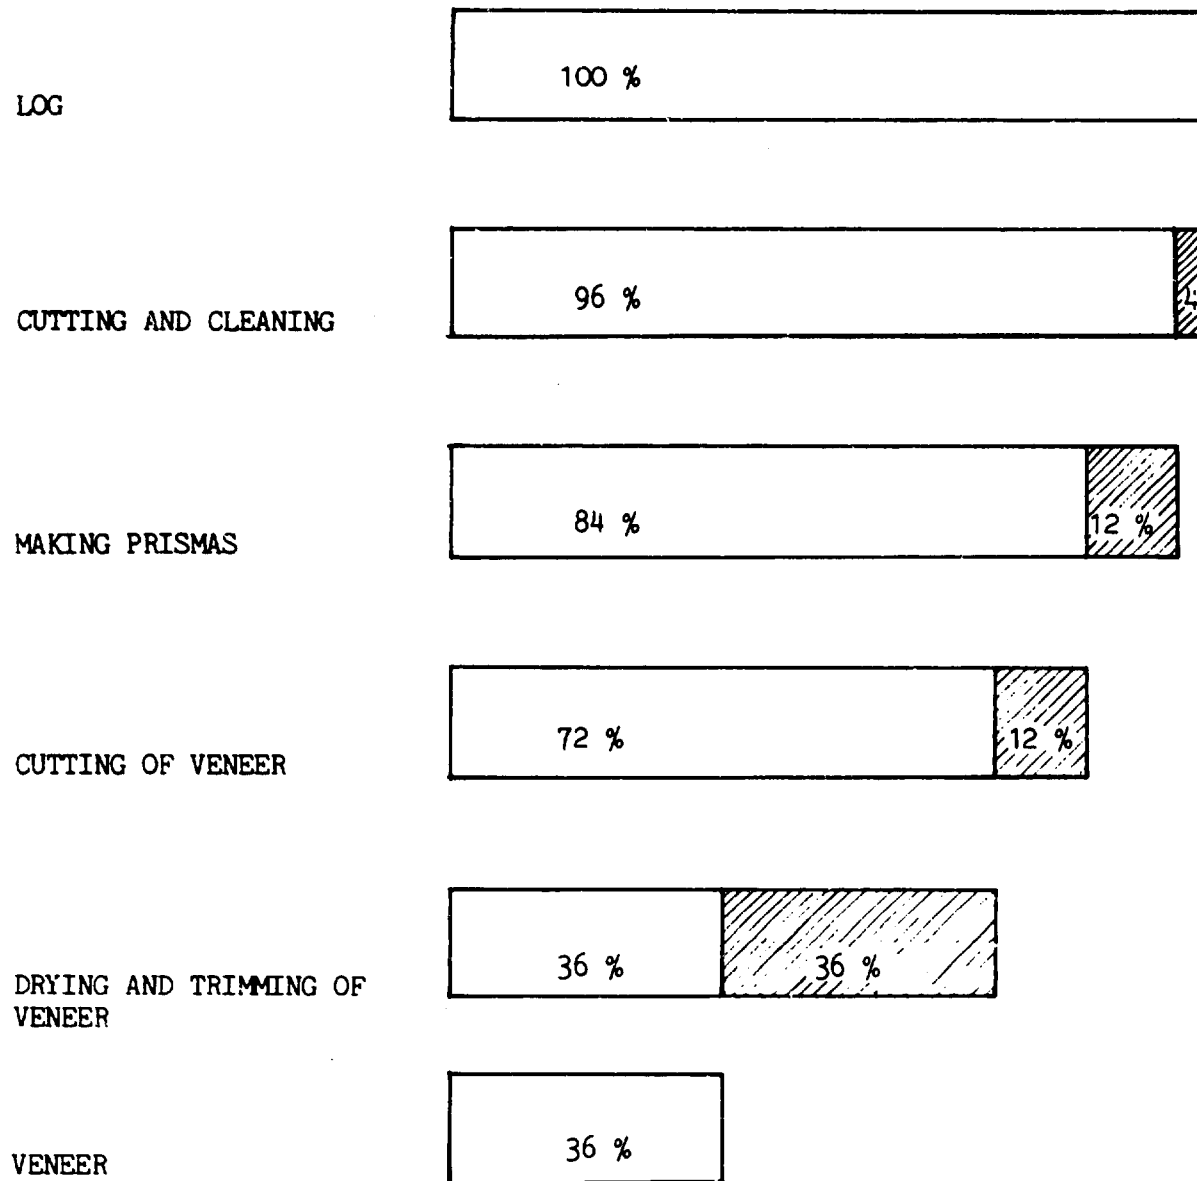 LOG
100 %
CUTTING AND CLEANING
96 %
4
MAKING PRISMAS
84 %
12 %
CUTTING OF VENEER
72 %
12 %
DRYING AND TRIMMING OF
VENEER
36 %
36 %
VENEER
36 %